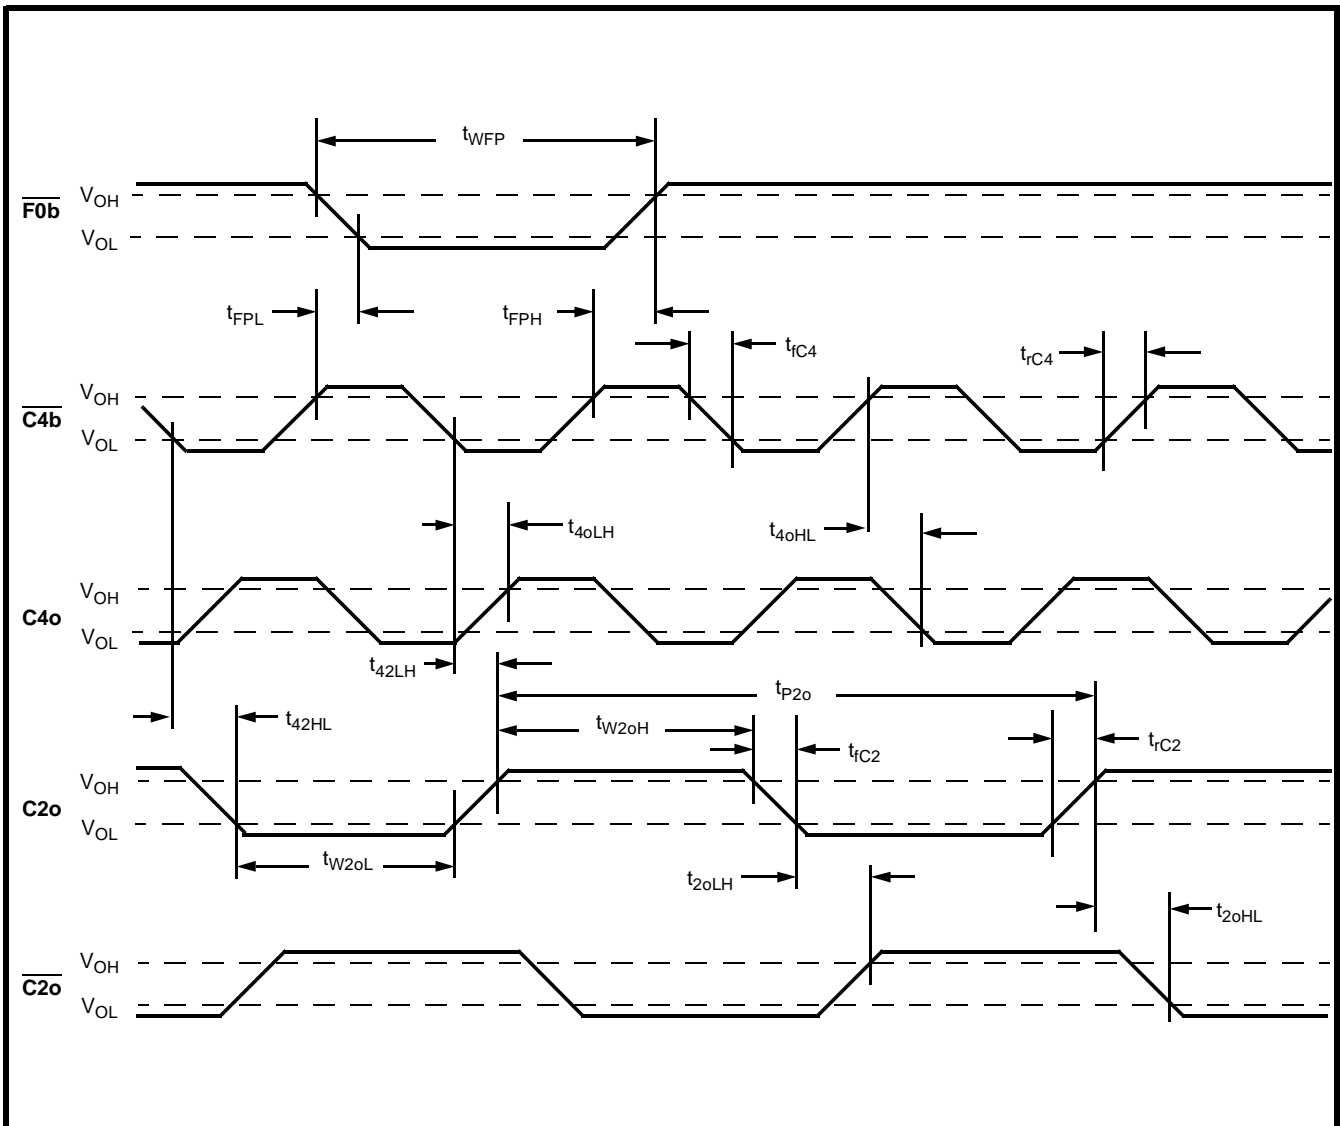 tWFP
F0b
VOH
VOL
tFPL
tFPH
tfC4
trC4
C4b
VOH
VOL
t4oLH
t4oHL
C4o
VOH
VOL
t42LH
tP2o
t42HL
tW2oH
tfC2
trC2
C2o
VOH
VOL
tW2oL
t2oLH
t2oHL
C2o
VOH
VOL